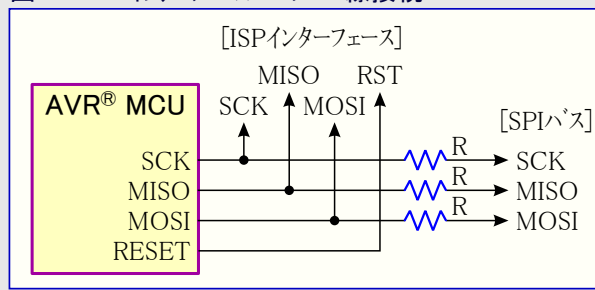 [ISPインターフェース]
MISO RST
SCK MOSI
AVR® MCU
[SPIバス]
SCK R SCK
MISO R MISO
MOSI R MOSI
RESET